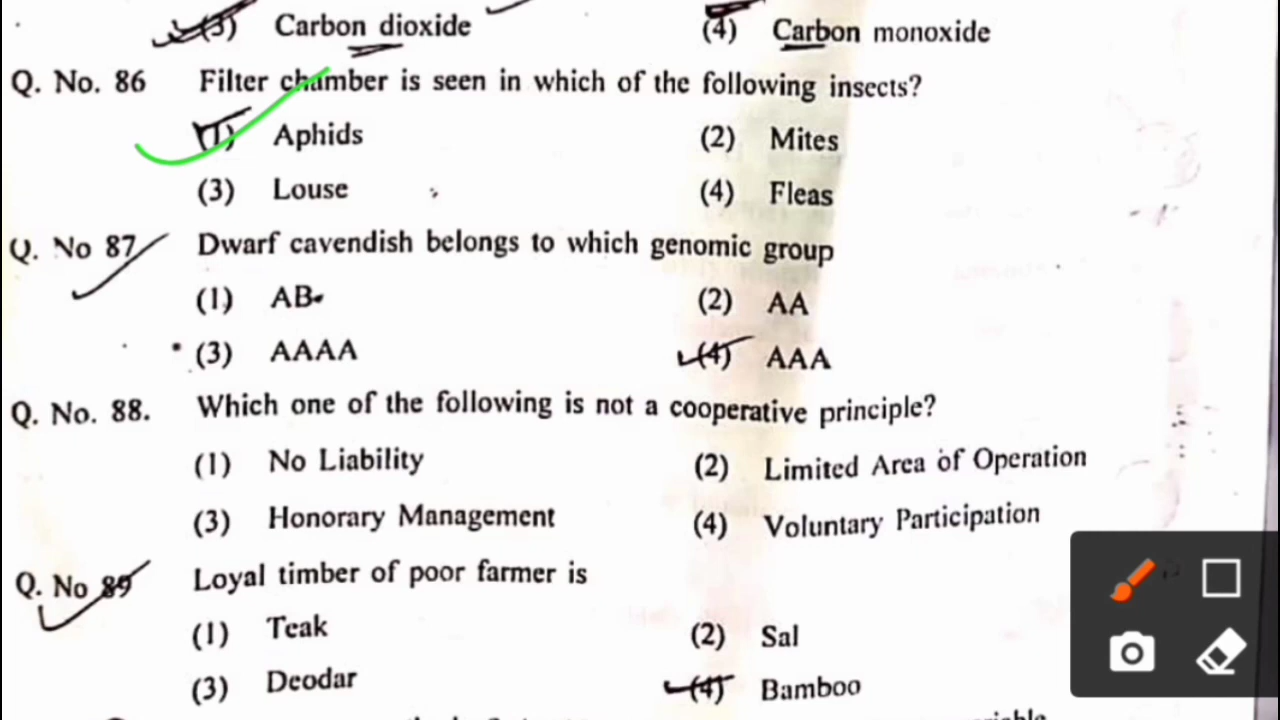 (3) Carbon dioxide (4) Carbon monoxide
Q. No. 86 Filter chamber is seen in which of the following insects?
(1) Aphids (2) Mites
(3) Louse (4) Fleas
Q. No 87 Dwarf cavendish belongs to which genomic group
(1) AB (2) AA
(3) AAAA (4) AAA
Q. No. 88. Which one of the following is not a cooperative principle?
(1) No Liability (2) Limited Area of Operation
(3) Honorary Management (4) Voluntary Participation
Q. No 89 Loyal timber of poor farmer is
(1) Teak (2) Sal
(3) Deodar (4) Bamboo